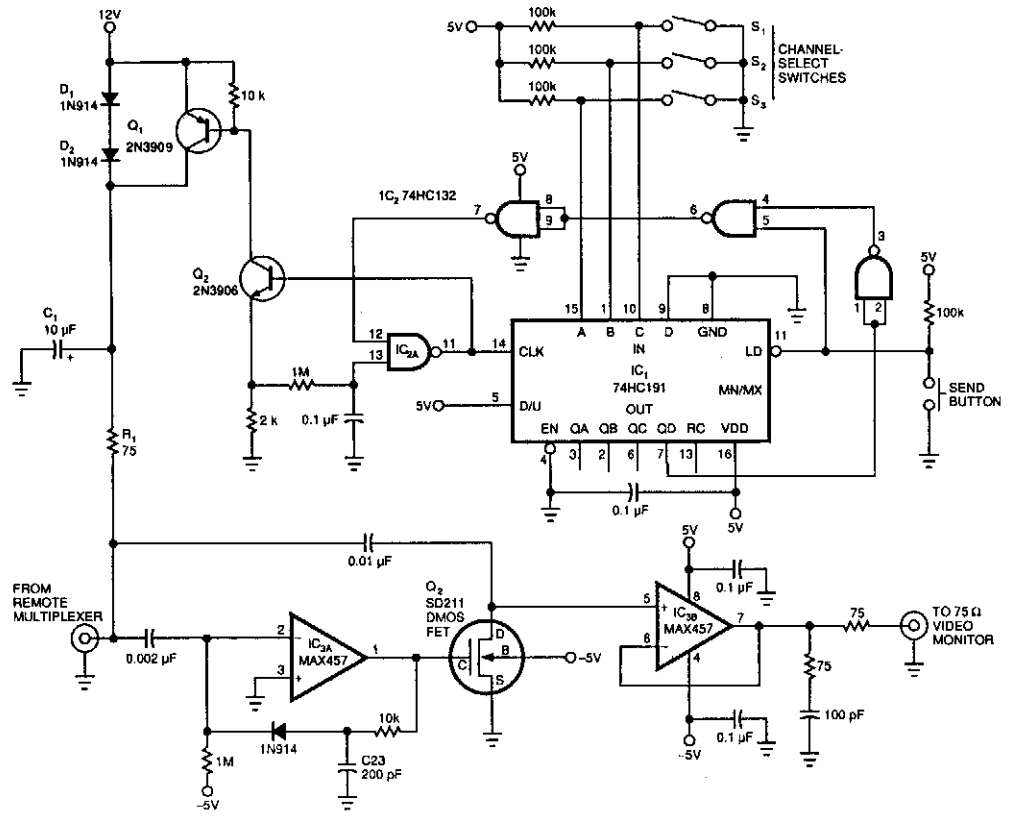 12V
D1
1N914
D2
1N914
Q1
2N3909
10 k
5V
100k
100k
100k
S1
S2
S3
CHANNEL-
SELECT
SWITCHES
5V
1C2 74HC132
7
8
9
6
4
5
3
1
2
5V
100k
Q2
2N3906
C1
10 µF
+
12
13
IC2A
11
14
15
1
10
9
8
A
B
C
D
GND
IN
CLK
LD
11
IC1
74HC191
MN/MX
SEND
BUTTON
1M
0.1 µF
2 k
5V
5
D/U
OUT
EN
QA
QB
QC
QD
RC
VDD
4
3
2
6
7
13
16
0.1 µF
5V
R1
75
0.01 µF
FROM
REMOTE
MULTIPLEXER
0.002 µF
2
−
3
+
IC3A
MAX457
1
Q2
SD211
DMOS
FET
D
B
C
S
−5V
5V
8
0.1 µF
5
+
6
−
IC3B
MAX457
7
4
0.1 µF
−5V
75
TO 75 Ω
VIDEO
MONITOR
75
100 pF
1N914
10k
C23
200 pF
1M
−5V